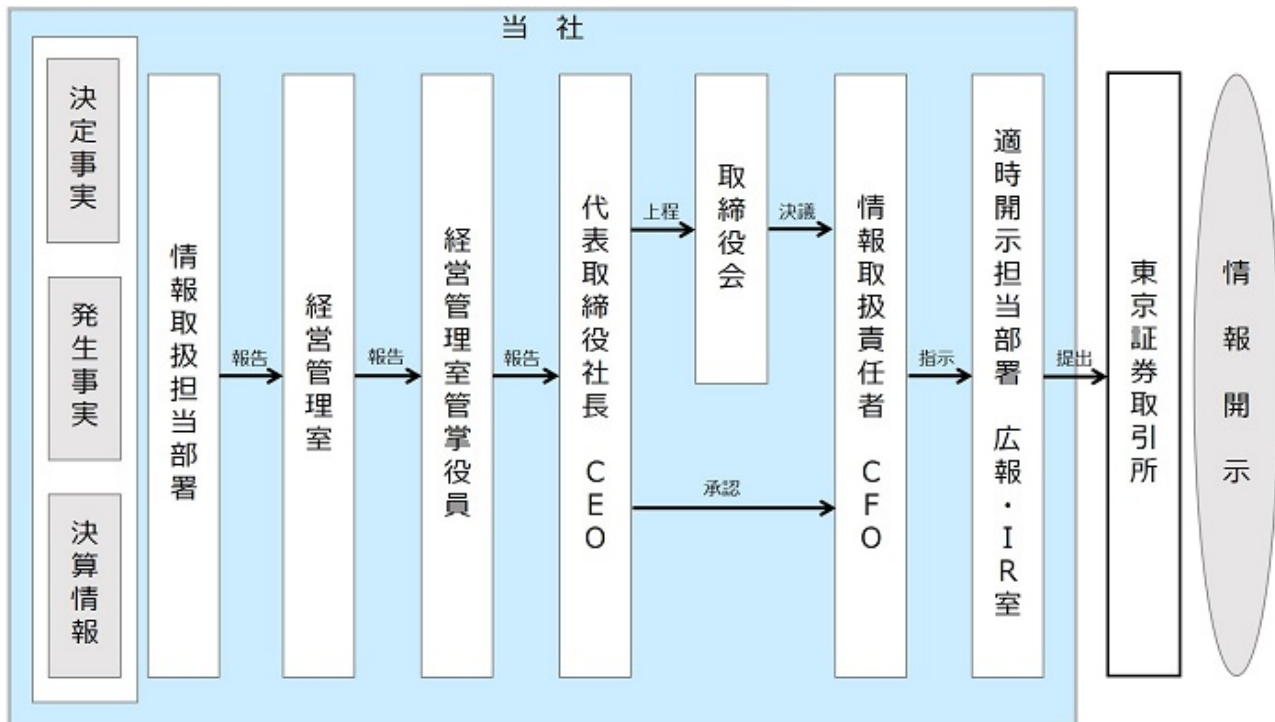 当 社
決定事実
発生事実
決算情報
情報取扱担当部署
報告
経営管理室
報告
経営管理室管掌役員
報告
代表取締役社長 CEO
上程
取締役会
決議
承認
情報取扱責任者 CFO
指示
適時開示担当部署 広報・IR室
提出
東京証券取引所
情報開示